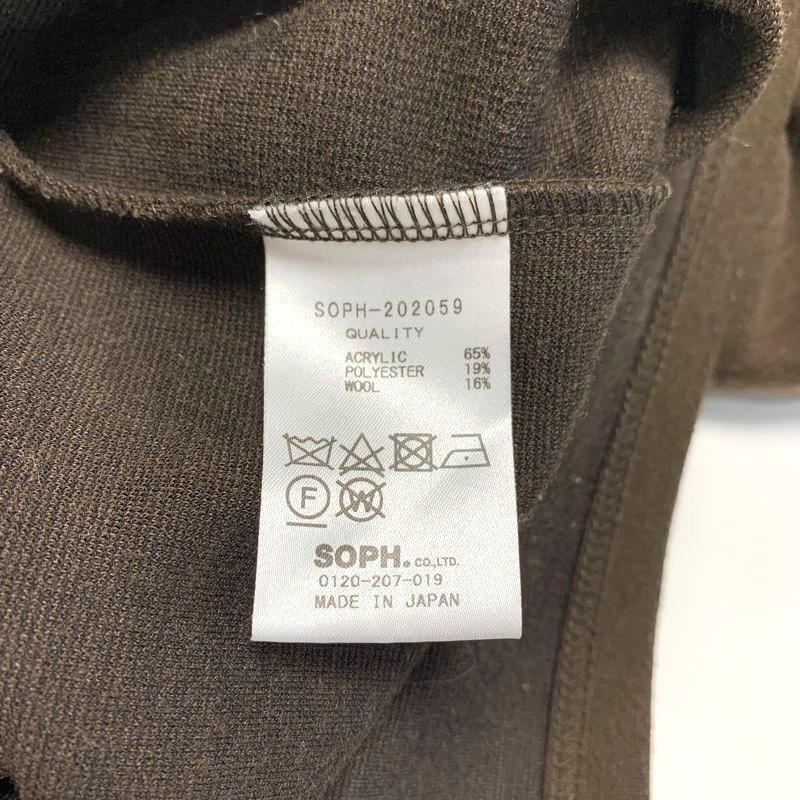 SOPH-202059
QUALITY
ACRYLIC 65%
POLYESTER 19%
WOOL 16%
F W
SOPH. CO.,LTD.
0120-207-019
MADE IN JAPAN